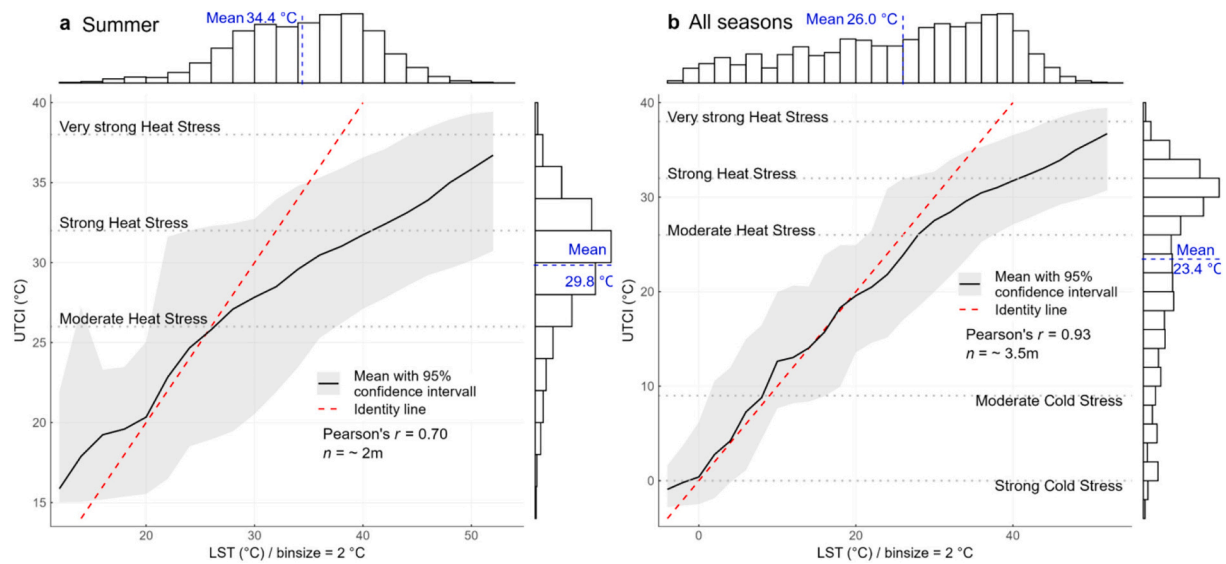 a Summer
Mean 34.4 °C
40
35
30
25
20
15
UTCI (°C)
Very strong Heat Stress
Strong Heat Stress
Moderate Heat Stress
Mean
29.8 °C
Mean with 95%
confidence intervall
Identity line
Pearson's r = 0.70
n = ~ 2m
20 30 40 50
LST (°C) / binsize = 2 °C
b All seasons
Mean 26.0 °C
40
30
20
10
0
UTCI (°C)
Very strong Heat Stress
Strong Heat Stress
Moderate Heat Stress
Mean
23.4 °C
Mean with 95%
confidence intervall
Identity line
Pearson's r = 0.93
n = ~ 3.5m
Moderate Cold Stress
Strong Cold Stress
0 20 40
LST (°C) / binsize = 2 °C